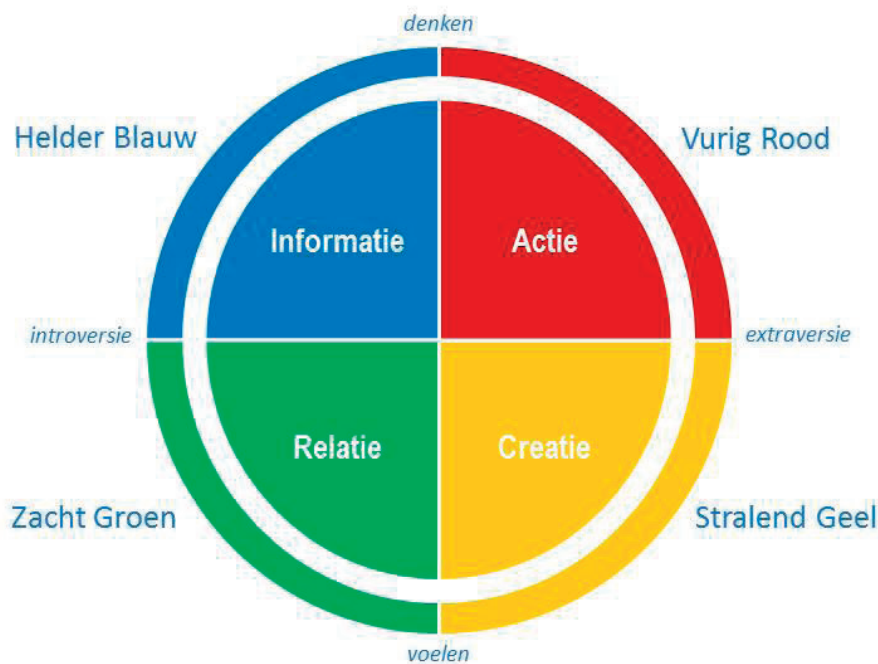 denken
Helder Blauw
Vurig Rood
Informatie
Actie
introversie
extraversie
Relatie
Creatie
Zacht Groen
Stralend Geel
voelen